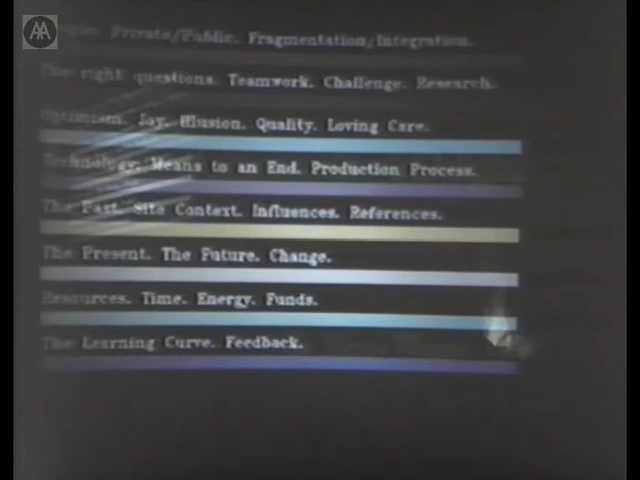 AA
Private/Public. Fragmentation/Integration.
The right questions. Teamwork. Challenge. Research.
Optimism. Joy. Illusion. Quality. Loving Care.
Technology. Means to an End. Production Process.
The Past. Site Context. Influences. References.
The Present. The Future. Change.
Resources. Time. Energy. Funds.
The Learning Curve. Feedback.